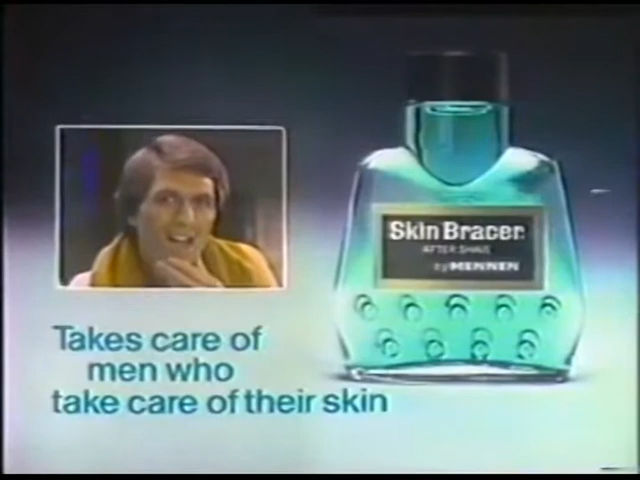 Skin Bracer
AFTER SHAVE
by MENNEN
Takes care of
men who
take care of their skin